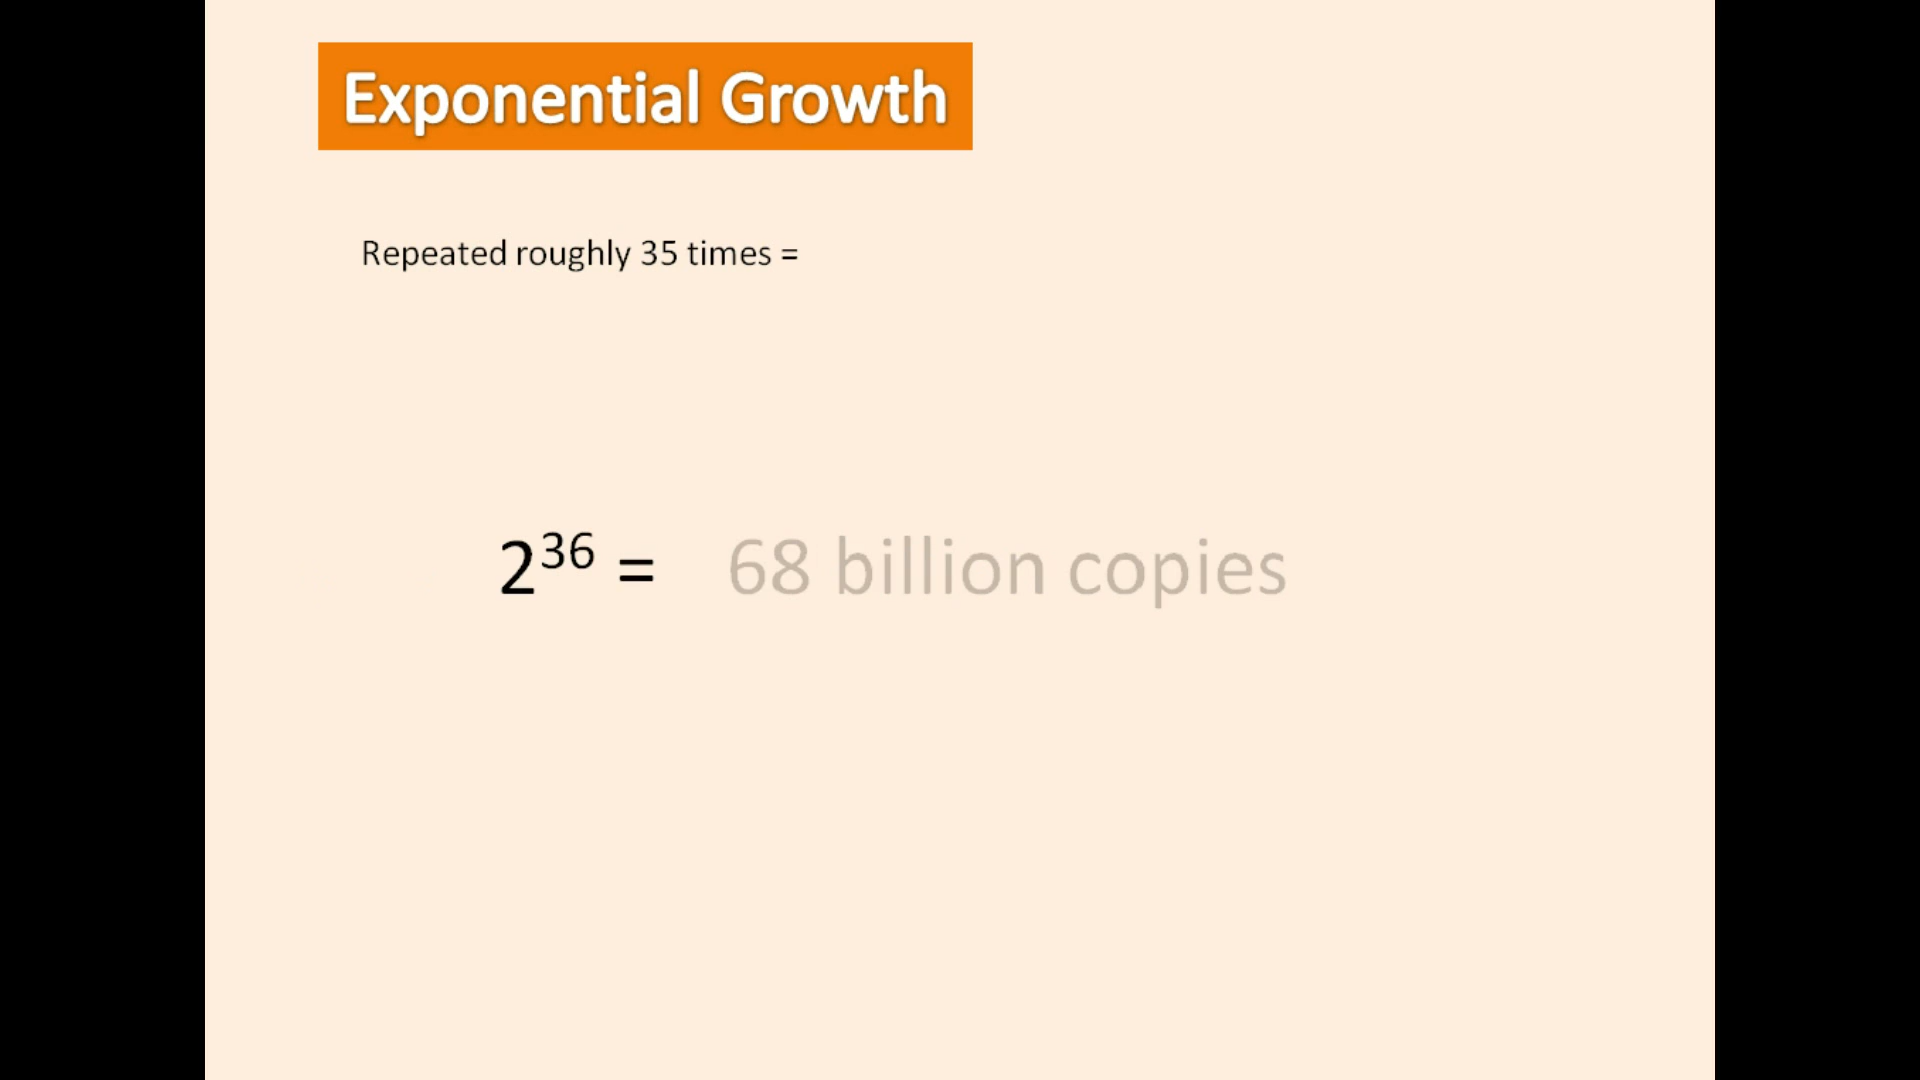 Exponential Growth
Repeated roughly 35 times =
2³⁶ = 68 billion copies